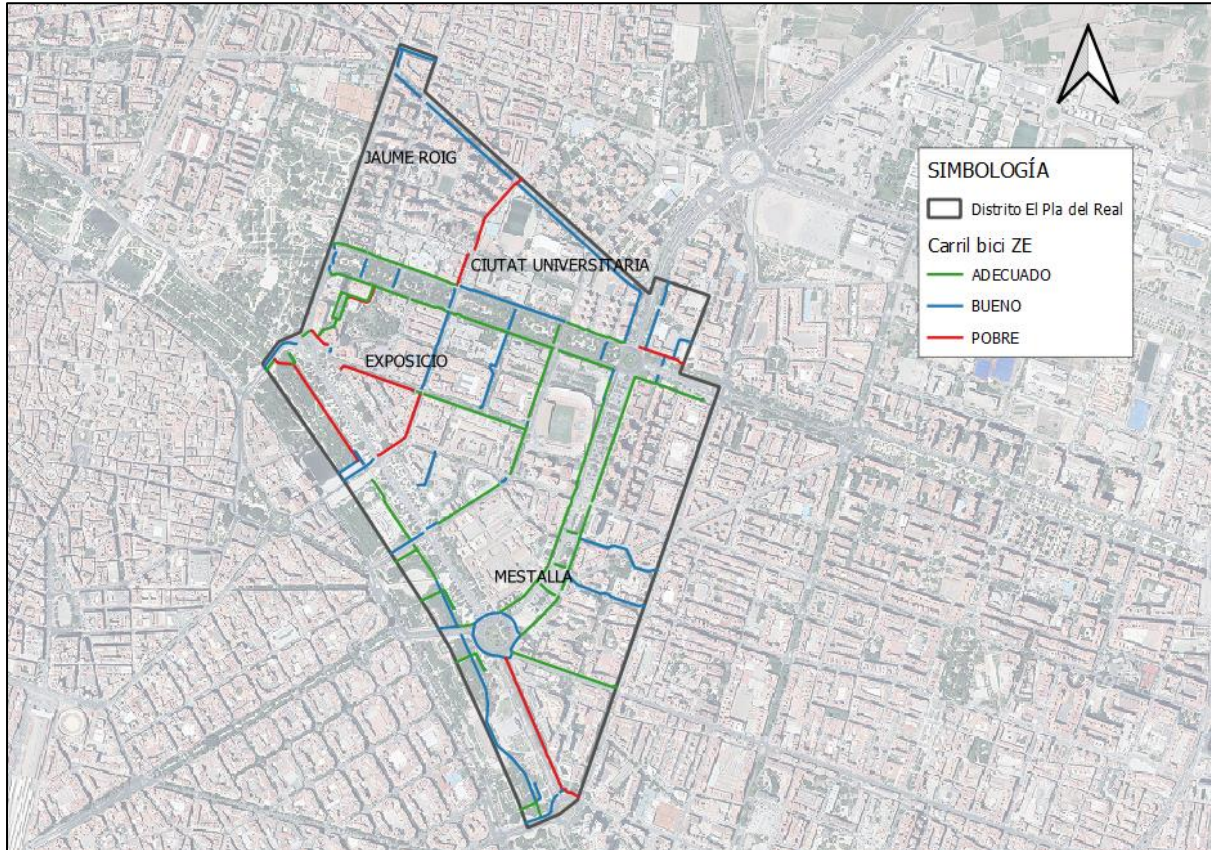 JAUME ROIG
CIUTAT UNIVERSITARIA
EXPOSICIO
MESTALLA
SIMBOLOGÍA
Distrito El Pla del Real
Carril bici ZE
ADECUADO
BUENO
POBRE